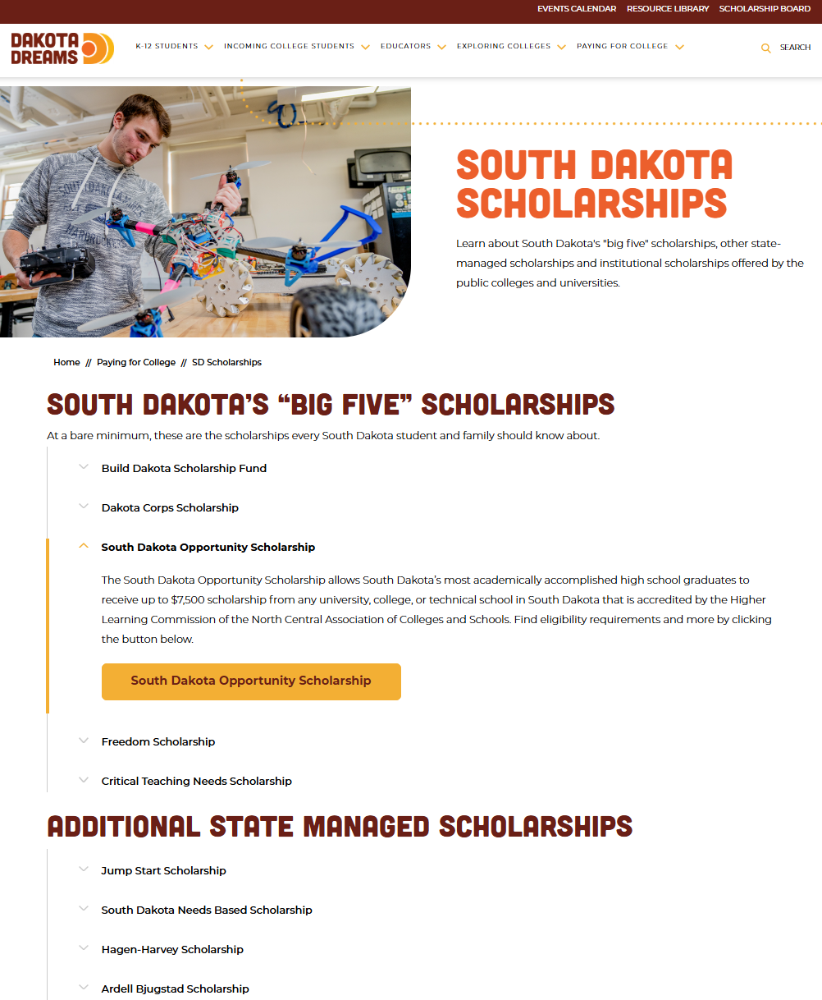 EVENTS CALENDAR RESOURCE LIBRARY SCHOLARSHIP BOARD
DAKOTA
DREAMS
K-12 STUDENTS INCOMING COLLEGE STUDENTS EDUCATORS EXPLORING COLLEGES PAYING FOR COLLEGE SEARCH
SOUTH DAKOTA
HARDROCKERS
SOUTH DAKOTA
SCHOLARSHIPS
Learn about South Dakota's "big five" scholarships, other state-
managed scholarships and institutional scholarships offered by the
public colleges and universities.
Home // Paying for College // SD Scholarships
SOUTH DAKOTA'S “BIG FIVE” SCHOLARSHIPS
At a bare minimum, these are the scholarships every South Dakota student and family should know about.
Build Dakota Scholarship Fund
Dakota Corps Scholarship
South Dakota Opportunity Scholarship
The South Dakota Opportunity Scholarship allows South Dakota’s most academically accomplished high school graduates to
receive up to $7,500 scholarship from any university, college, or technical school in South Dakota that is accredited by the Higher
Learning Commission of the North Central Association of Colleges and Schools. Find eligibility requirements and more by clicking
the button below.
South Dakota Opportunity Scholarship
Freedom Scholarship
Critical Teaching Needs Scholarship
ADDITIONAL STATE MANAGED SCHOLARSHIPS
Jump Start Scholarship
South Dakota Needs Based Scholarship
Hagen-Harvey Scholarship
Ardell Bjugstad Scholarship